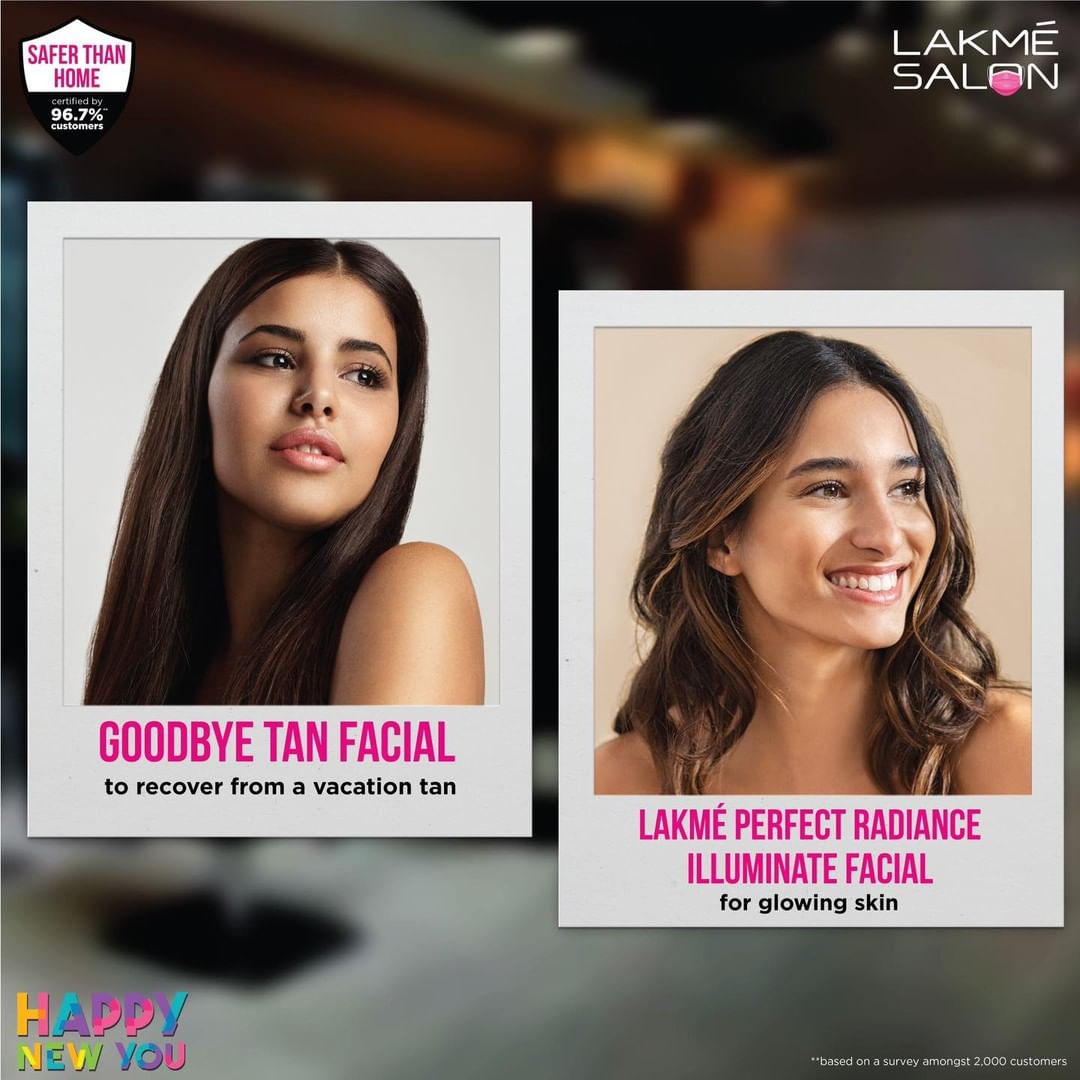 SAFER THAN
HOME
certified by
96.7%**
customers
LAKMÉ
SALON
GOODBYE TAN FACIAL
to recover from a vacation tan
LAKMÉ PERFECT RADIANCE
ILLUMINATE FACIAL
for glowing skin
HAPPY
NEW YOU
**based on a survey amongst 2,000 customers